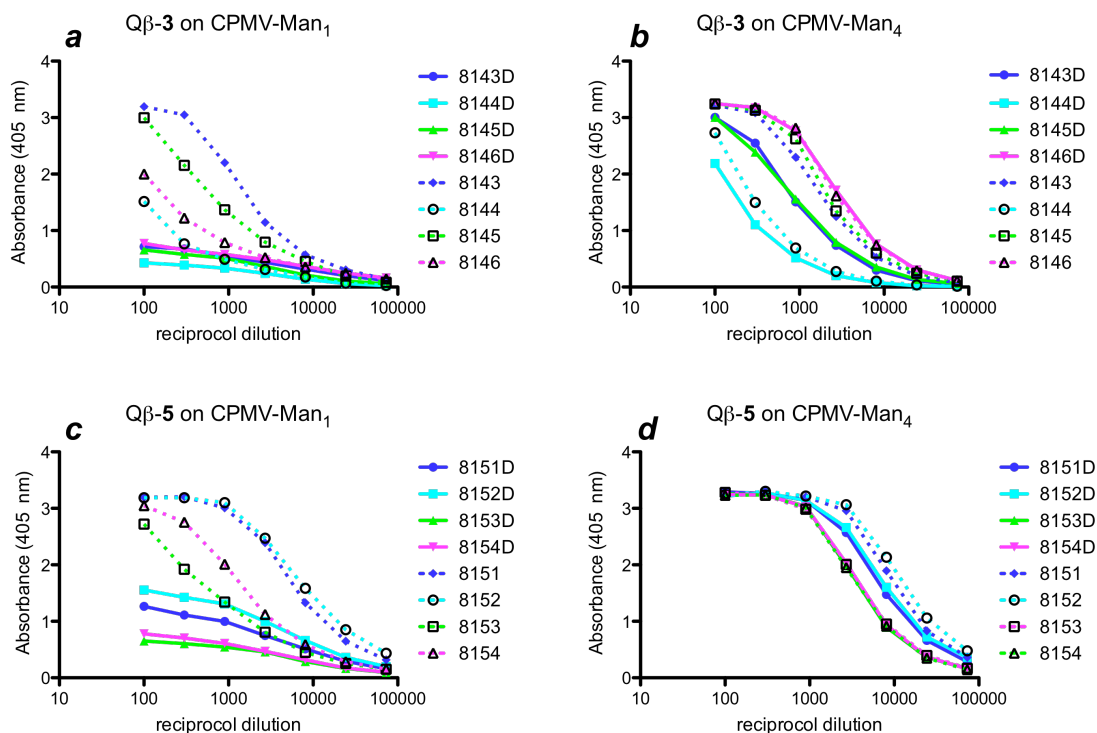 a
Qβ-3 on CPMV-Man1
Absorbance (405 nm)
4
3
2
1
0
10
100
1000
10000
100000
reciprocol dilution
8143D
8144D
8145D
8146D
8143
8144
8145
8146
b
Qβ-3 on CPMV-Man4
Absorbance (405 nm)
4
3
2
1
0
10
100
1000
10000
100000
reciprocol dilution
8143D
8144D
8145D
8146D
8143
8144
8145
8146
c
Qβ-5 on CPMV-Man1
Absorbance (405 nm)
4
3
2
1
0
10
100
1000
10000
100000
reciprocol dilution
8151D
8152D
8153D
8154D
8151
8152
8153
8154
d
Qβ-5 on CPMV-Man4
Absorbance (405 nm)
4
3
2
1
0
10
100
1000
10000
100000
reciprocol dilution
8151D
8152D
8153D
8154D
8151
8152
8153
8154